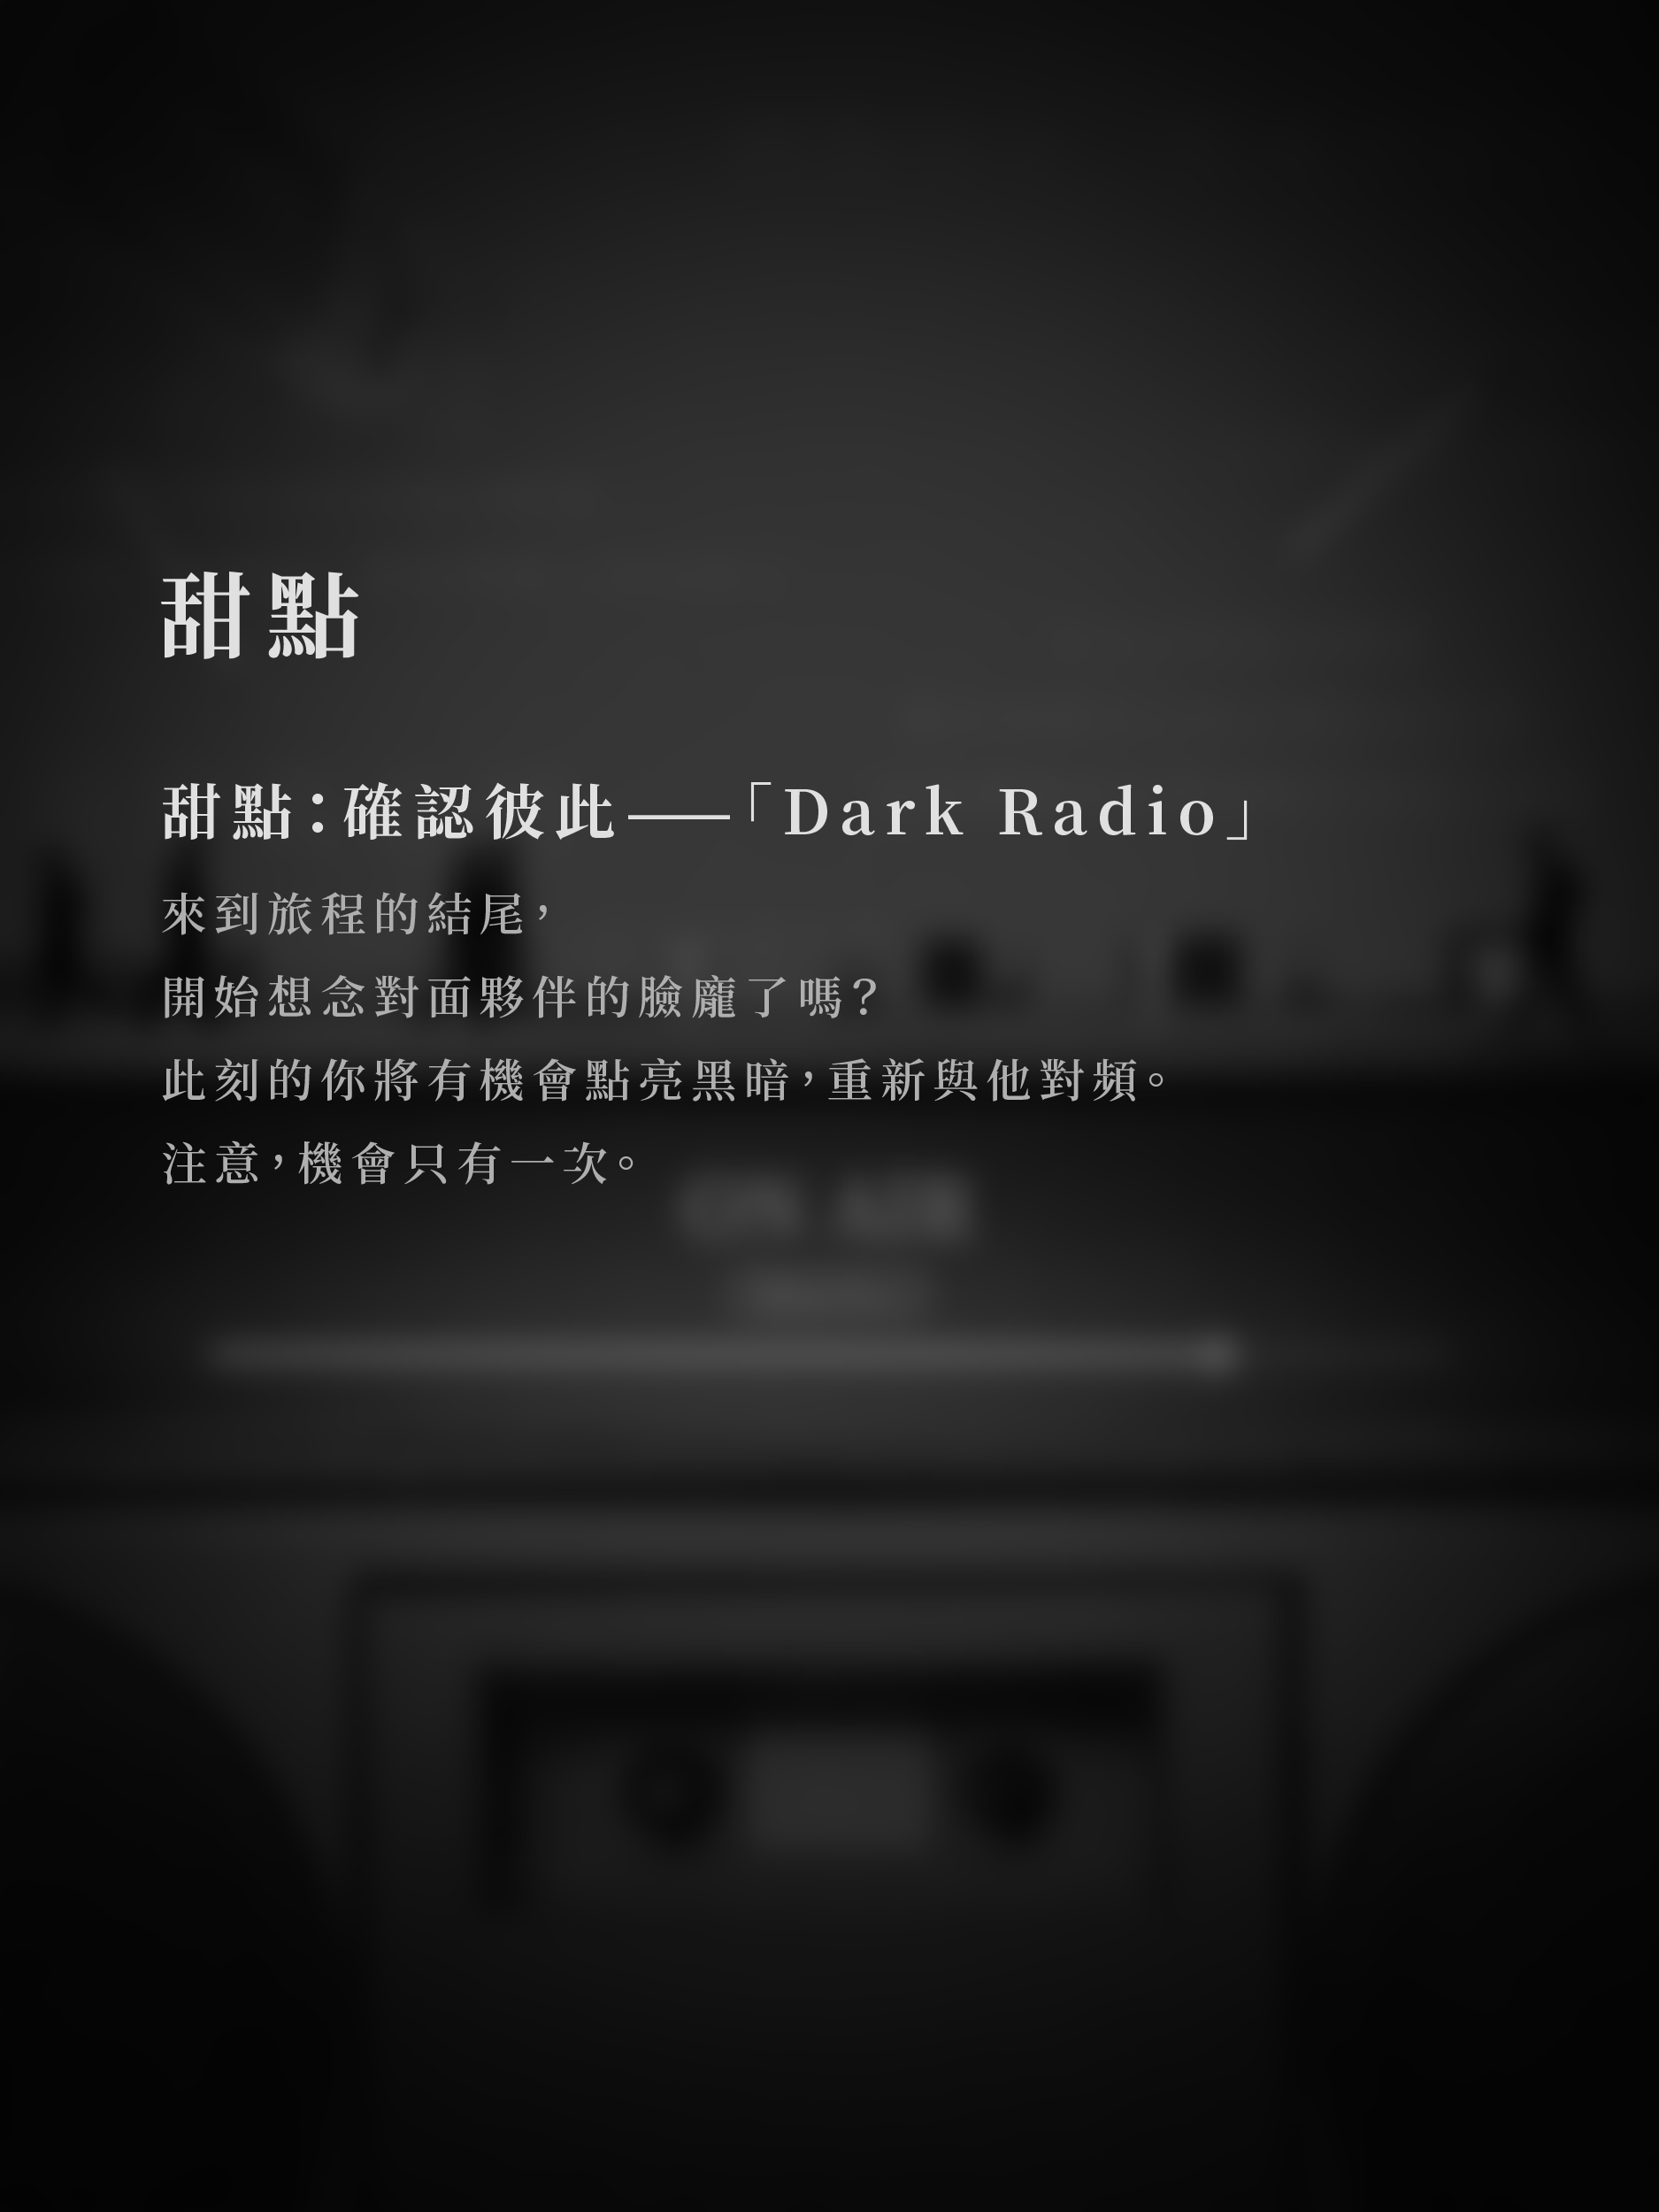 甜點
甜點：確認彼此——「Dark Radio」
來到旅程的結尾，
開始想念對面夥伴的臉龐了嗎？
此刻的你將有機會點亮黑暗，重新與他對頻。
注意，機會只有一次。
ON AIR